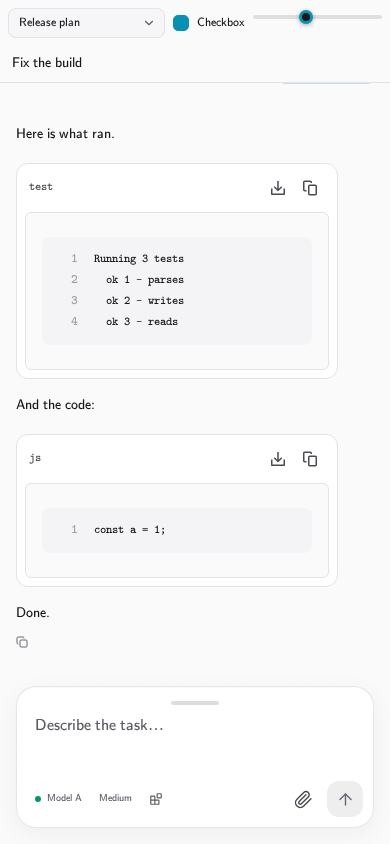 Release plan
Checkbox
Fix the build
Here is what ran.
test
1 Running 3 tests
2 ok 1 - parses
3 ok 2 - writes
4 ok 3 - reads
And the code:
js
1 const a = 1;
Done.
Describe the task...
Model A Medium